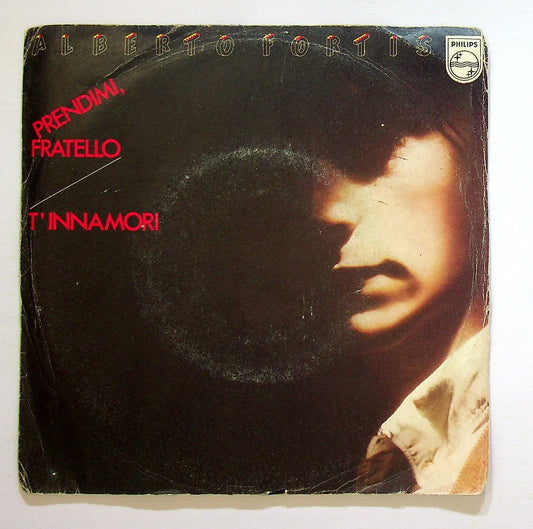 ALBERTO FORTIS
PHILIPS
PRENDIMI,
FRATELLO
T'INNAMORI